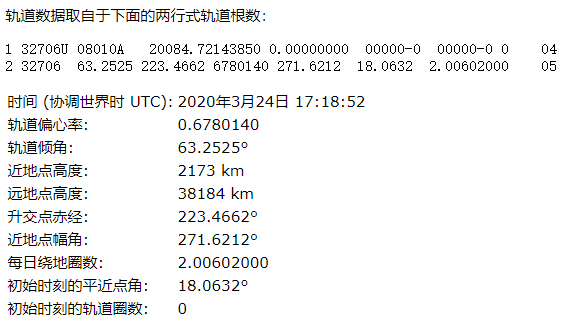 轨道数据取自于下面的两行式轨道根数:
1 32706U 08010A   20084.72143850 0.00000000  00000-0  00000-0 0    04
2 32706  63.2525 223.4662 6780140 271.6212  18.0632  2.00602000    05
时间 (协调世界时 UTC): 2020年3月24日 17:18:52
轨道偏心率: 0.6780140
轨道倾角: 63.2525°
近地点高度: 2173 km
远地点高度: 38184 km
升交点赤经: 223.4662°
近地点幅角: 271.6212°
每日绕地圈数: 2.00602000
初始时刻的平近点角: 18.0632°
初始时刻的轨道圈数: 0